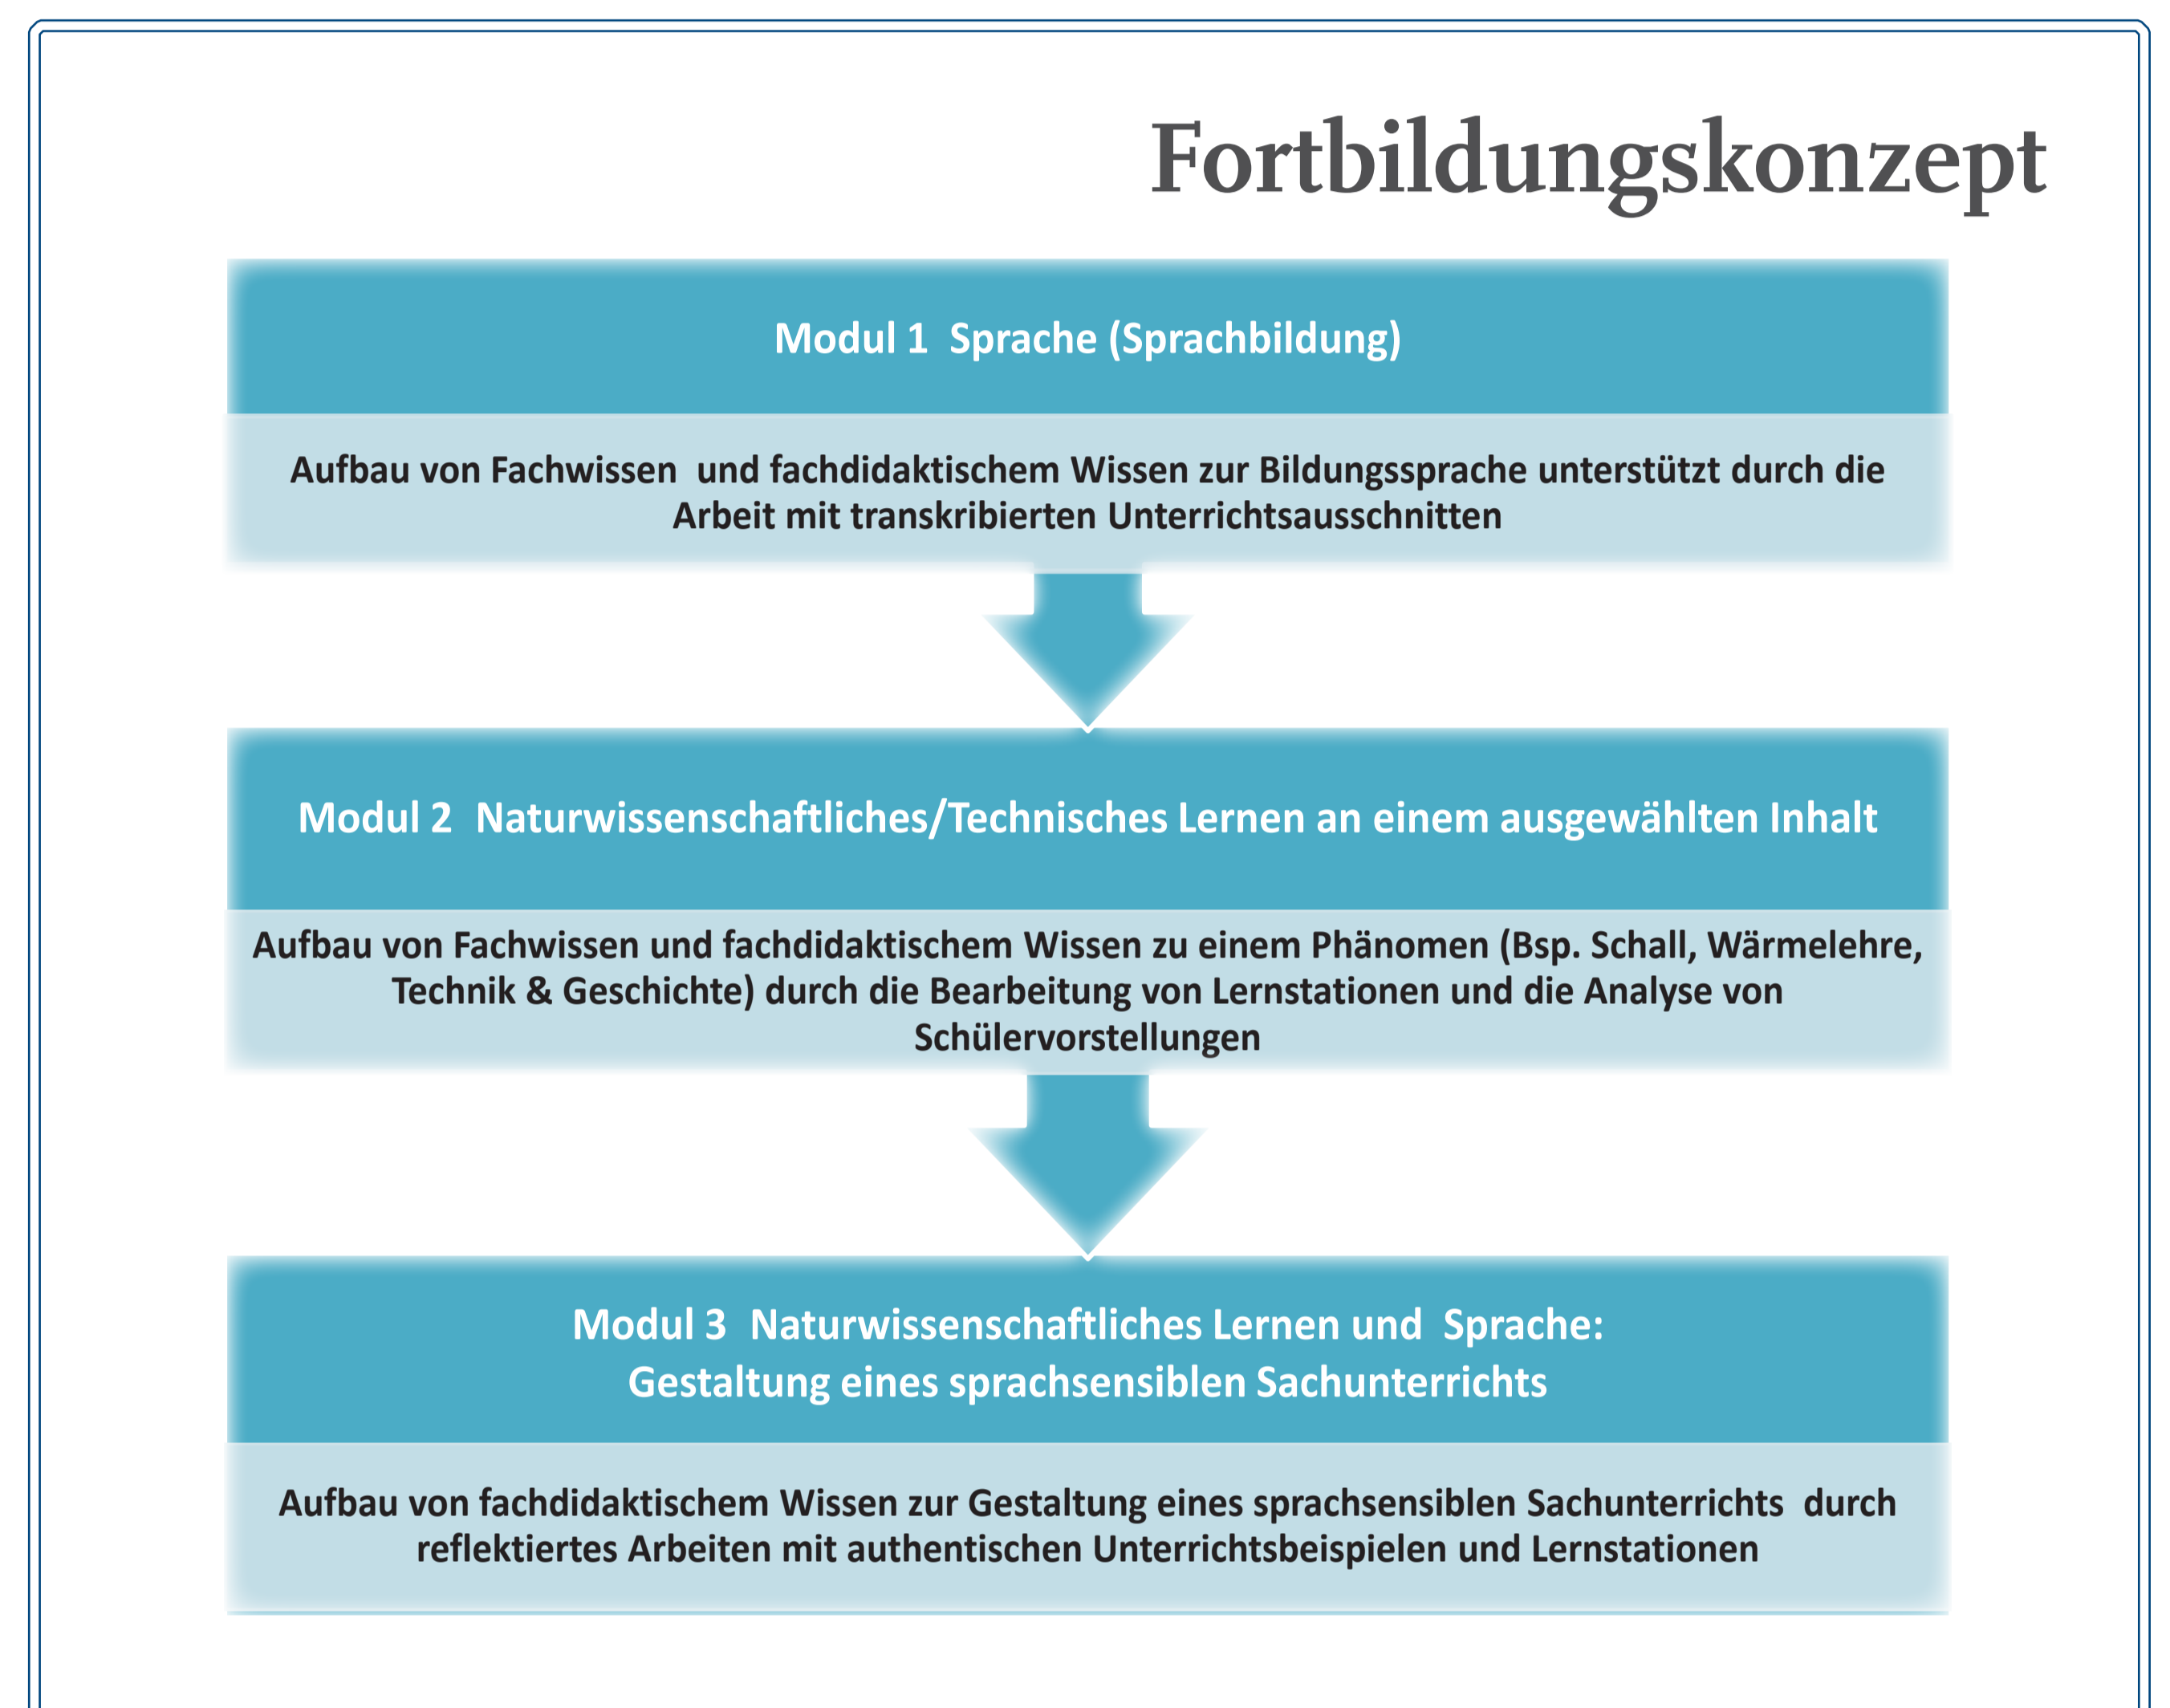 Fortbildungskonzept
Modul 1 Sprache (Sprachbildung)
Aufbau von Fachwissen und fachdidaktischem Wissen zur Bildungssprache unterstützt durch die
Arbeit mit transkribierten Unterrichtsausschnitten
Modul 2 Naturwissenschaftliches/Technisches Lernen an einem ausgewählten Inhalt
Aufbau von Fachwissen und fachdidaktischem Wissen zu einem Phänomen (Bsp. Schall, Wärmelehre,
Technik & Geschichte) durch die Bearbeitung von Lernstationen und die Analyse von
Schülervorstellungen
Modul 3 Naturwissenschaftliches Lernen und Sprache:
Gestaltung eines sprachsensiblen Sachunterrichts
Aufbau von fachdidaktischem Wissen zur Gestaltung eines sprachsensiblen Sachunterrichts durch
reflektiertes Arbeiten mit authentischen Unterrichtsbeispielen und Lernstationen